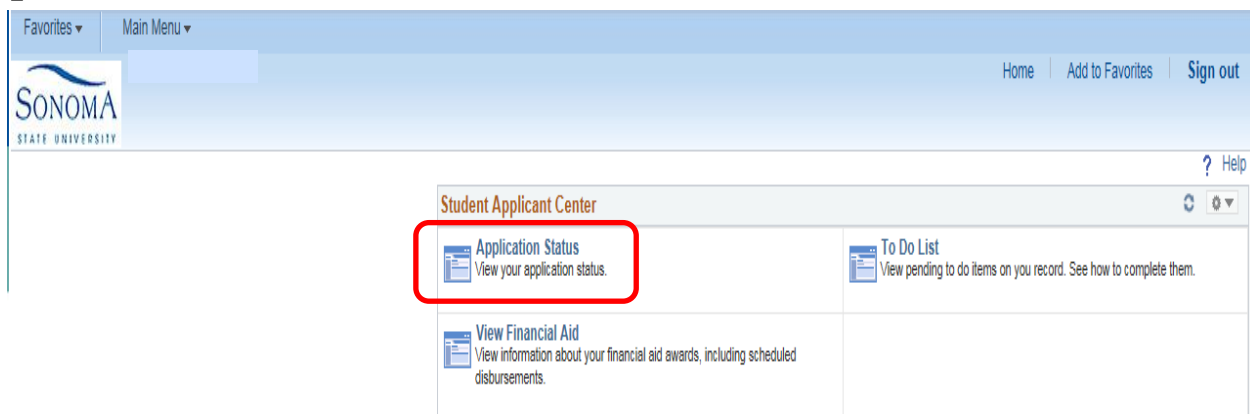 Favorites Main Menu
SONOMA
STATE UNIVERSITY
Home Add to Favorites Sign out
? Help
Student Applicant Center
Application Status
View your application status.
To Do List
View pending to do items on you record. See how to complete them.
View Financial Aid
View information about your financial aid awards, including scheduled
disbursements.